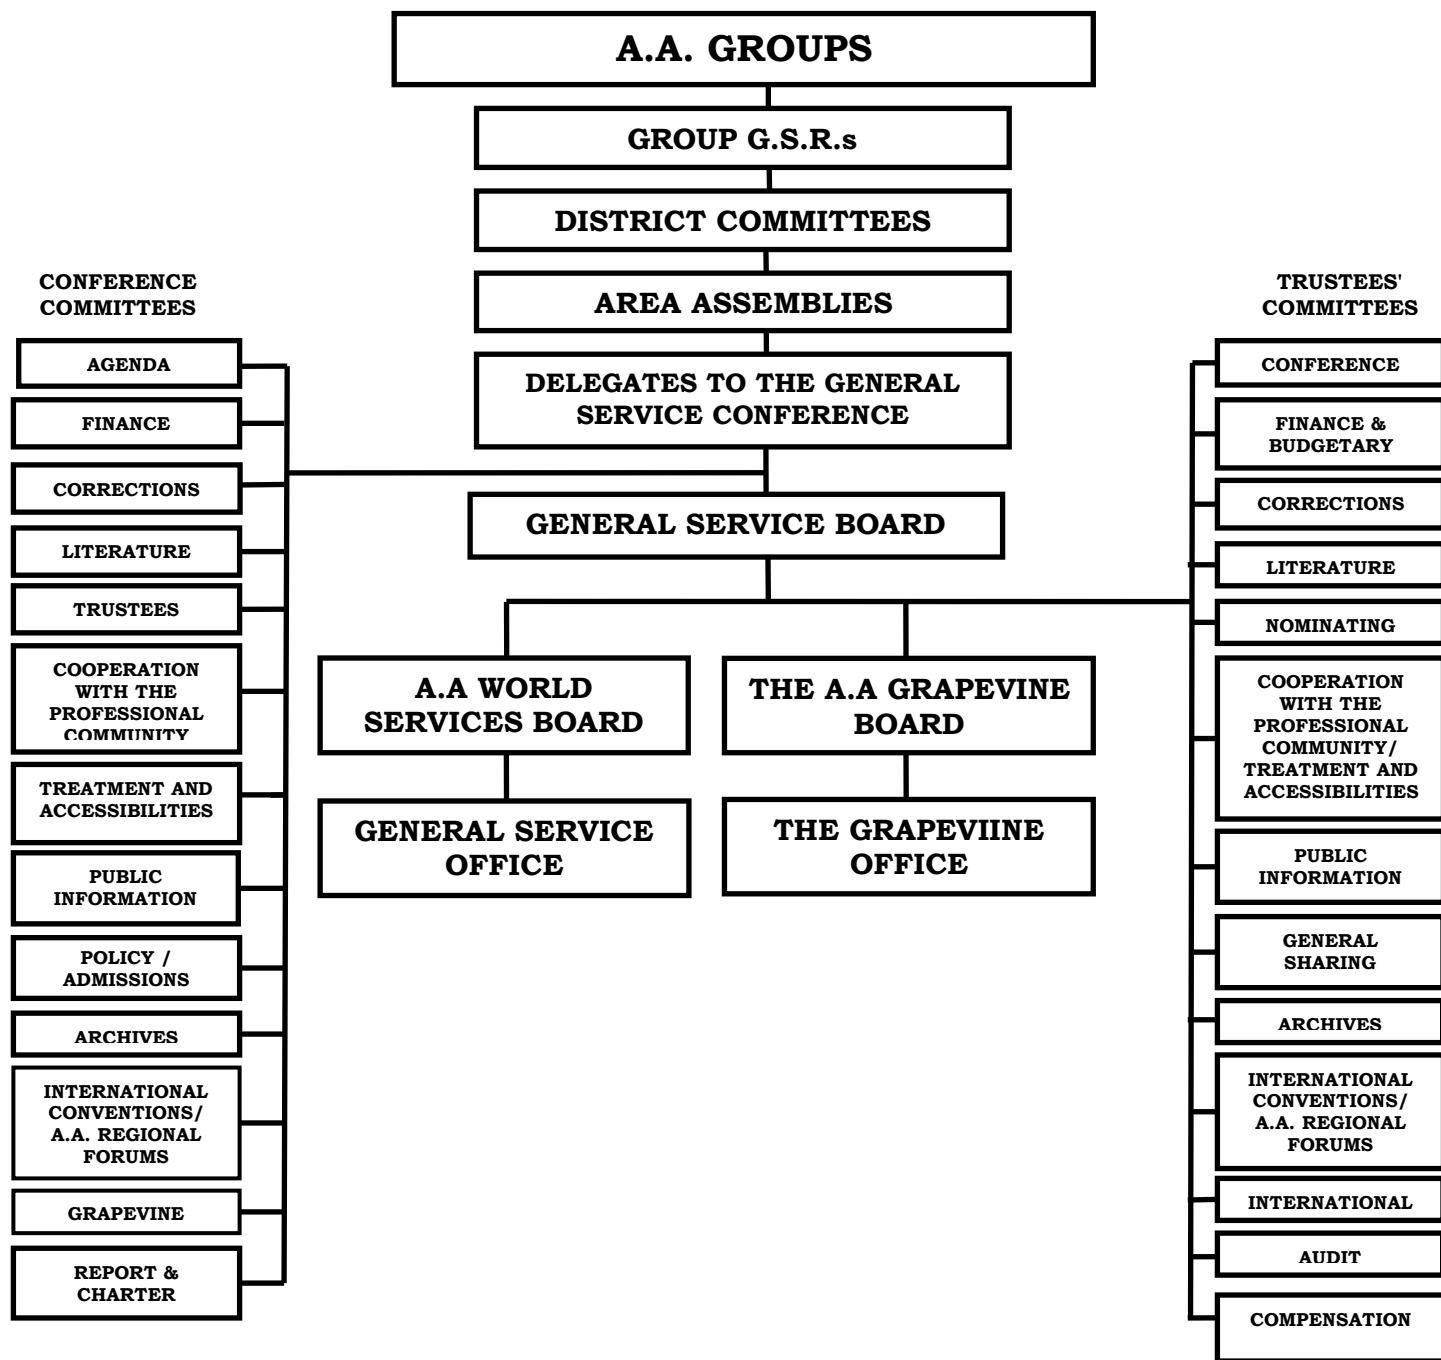 A.A. GROUPS
GROUP G.S.R.s
DISTRICT COMMITTEES
AREA ASSEMBLIES
DELEGATES TO THE GENERAL
SERVICE CONFERENCE
GENERAL SERVICE BOARD
A.A WORLD
SERVICES BOARD
THE A.A GRAPEVINE
BOARD
GENERAL SERVICE
OFFICE
THE GRAPEVIINE
OFFICE
CONFERENCE
COMMITTEES
AGENDA
FINANCE
CORRECTIONS
LITERATURE
TRUSTEES
COOPERATION
WITH THE
PROFESSIONAL
COMMUNITY
TREATMENT AND
ACCESSIBILITIES
PUBLIC
INFORMATION
POLICY /
ADMISSIONS
ARCHIVES
INTERNATIONAL
CONVENTIONS/
A.A. REGIONAL
FORUMS
GRAPEVINE
REPORT &
CHARTER
TRUSTEES'
COMMITTEES
CONFERENCE
FINANCE &
BUDGETARY
CORRECTIONS
LITERATURE
NOMINATING
COOPERATION
WITH THE
PROFESSIONAL
COMMUNITY/
TREATMENT AND
ACCESSIBILITIES
PUBLIC
INFORMATION
GENERAL
SHARING
ARCHIVES
INTERNATIONAL
CONVENTIONS/
A.A. REGIONAL
FORUMS
INTERNATIONAL
AUDIT
COMPENSATION